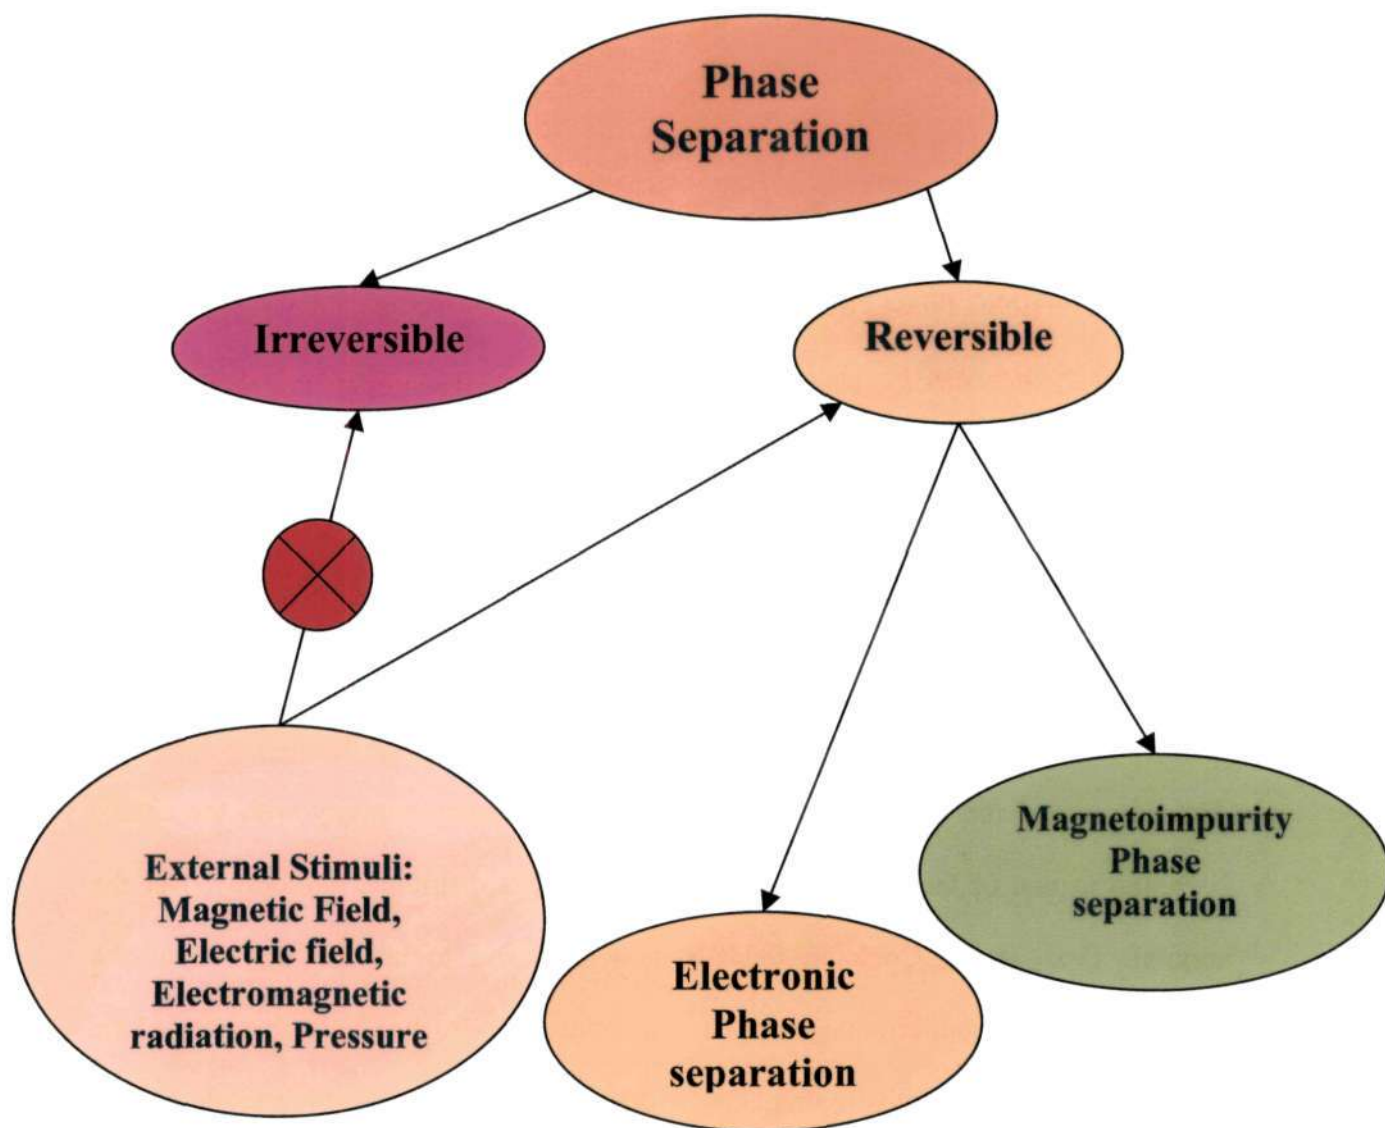 Phase
Separation
Irreversible
Reversible
External Stimuli:
Magnetic Field,
Electric field,
Electromagnetic
radiation, Pressure
Electronic
Phase
separation
Magnetoimpurity
Phase
separation